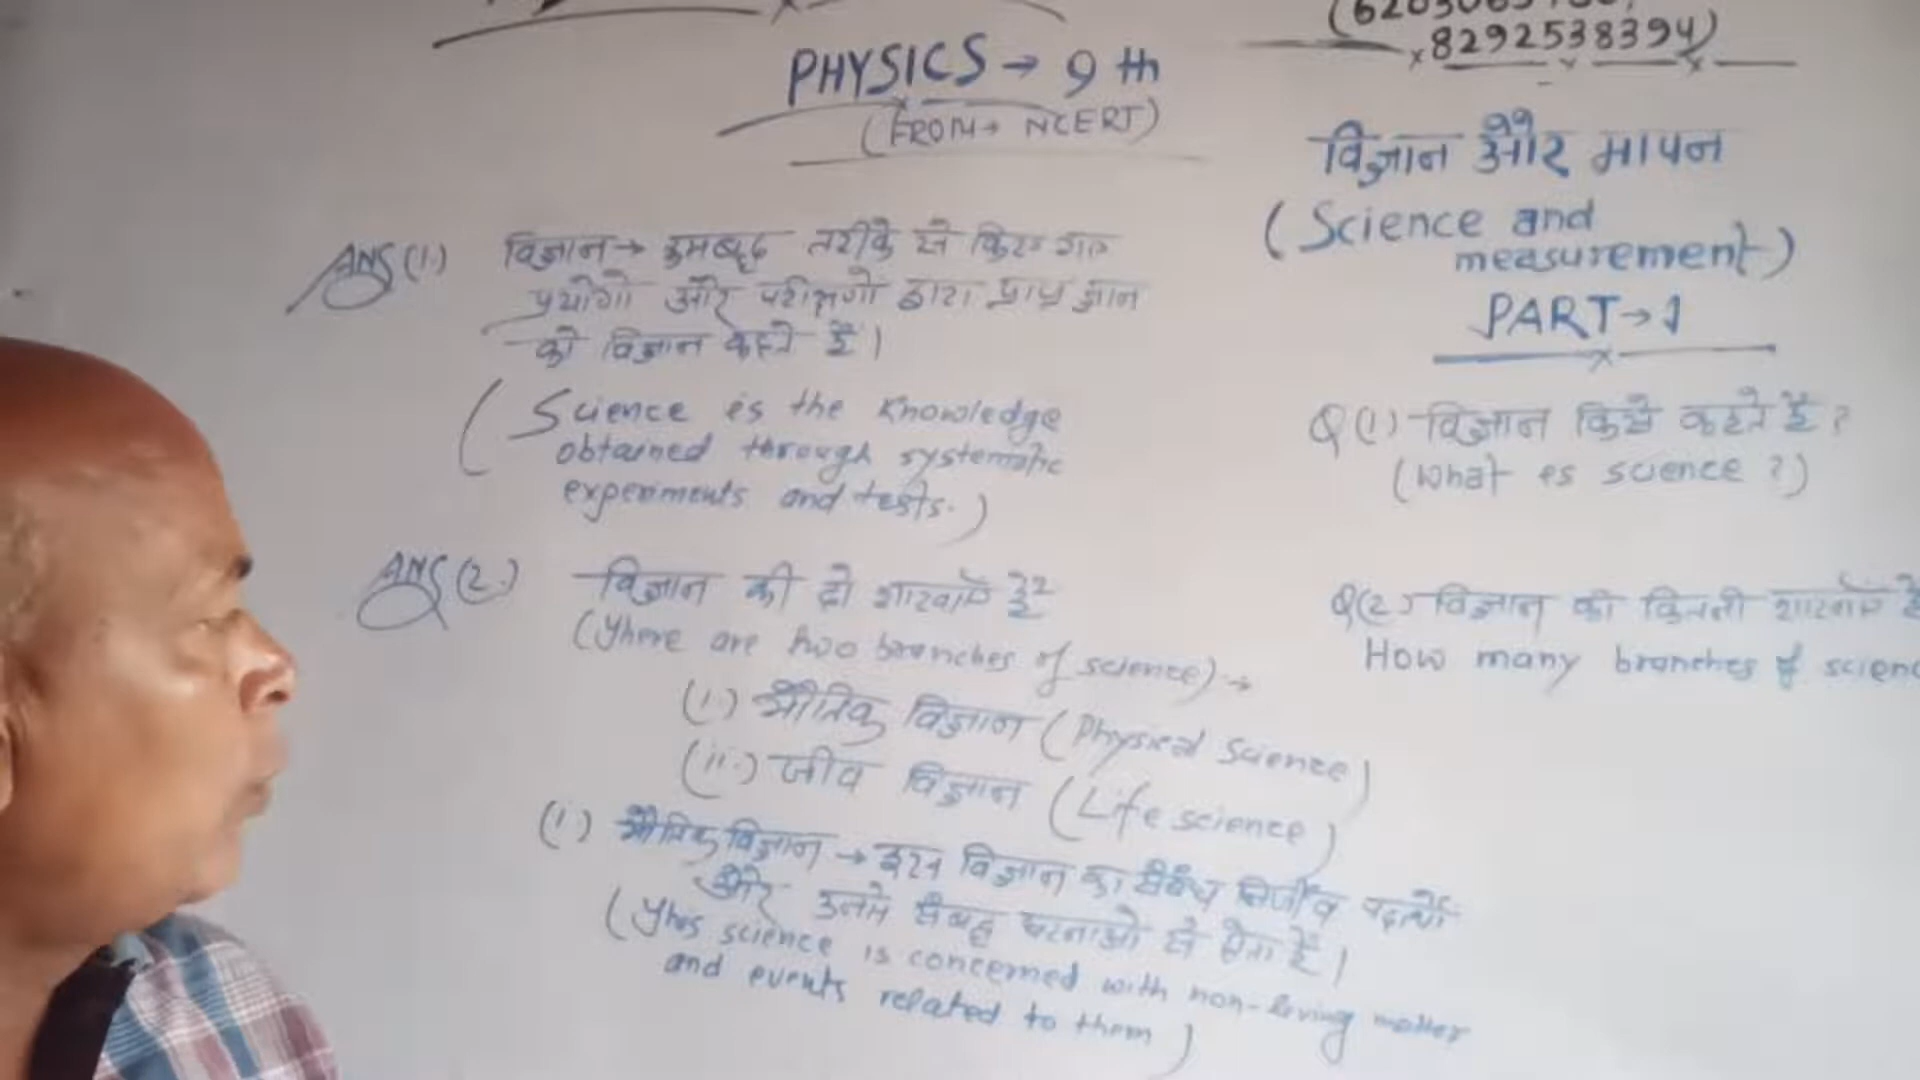 8292538394)
PHYSICS → 9 th
(FROM → NCERT)
विज्ञान और मापन
(Science and
measurement)
PART → 1
ANS (1.) विज्ञान → क्रमबद्ध तरीके से किए गए
प्रयोगो और परीक्षणो द्वारा प्राप्त ज्ञान
को विज्ञान कहते है।
(Science is the Knowledge
obtained through systematic
experiments and tests.)
Q(1) विज्ञान किसे कहते है?
(What is science ?)
ANS (2.) विज्ञान की दो शाखाएँ है
(There are two branches of science) →
(i.) भौतिक विज्ञान (Physical Science)
(ii.) जीव विज्ञान (Life science)
(i) भौतिक विज्ञान → इस विज्ञान का संबंध निर्जीव पदार्थो
और उनसे संबद्ध घटनाओ से होता है।
(This science is concerned with non-living matter
and events related to them)
Q(2) विज्ञान की कितनी शाखाएँ
How many branches of